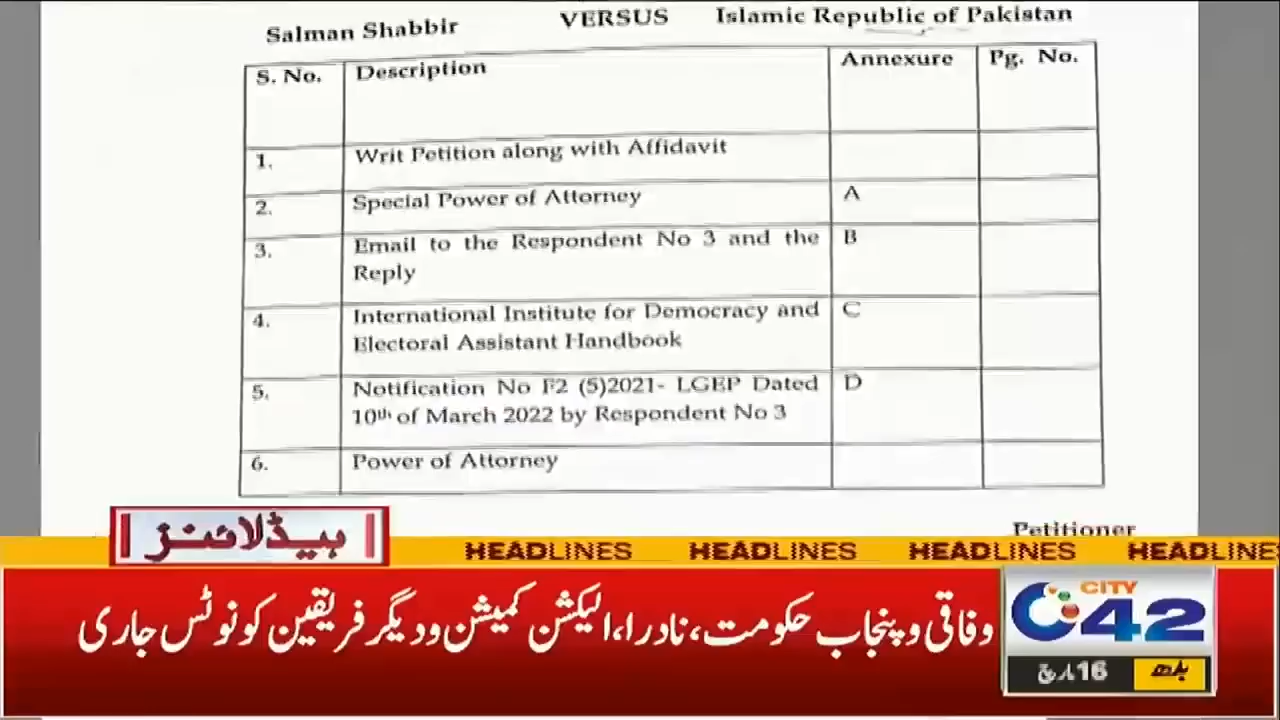 Salman Shabbir VERSUS Islamic Republic of Pakistan
S. No. Description Annexure Pg. No.
1. Writ Petition along with Affidavit
2. Special Power of Attorney A
3. Email to the Respondent No 3 and the B
Reply
4. International Institute for Democracy and C
Electoral Assistant Handbook
5. Notification No F2 (5)2021- LGEP Dated D
10th of March 2022 by Respondent No 3
6. Power of Attorney
Petitioner
ہیڈلائنز
HEADLINES HEADLINES HEADLINES HEADLINES
وفاقی و پنجاب حکومت، نادرا، الیکشن کمیشن و دیگر فریقین کو نوٹس جاری
CITY
42
بدھ 16 مارچ